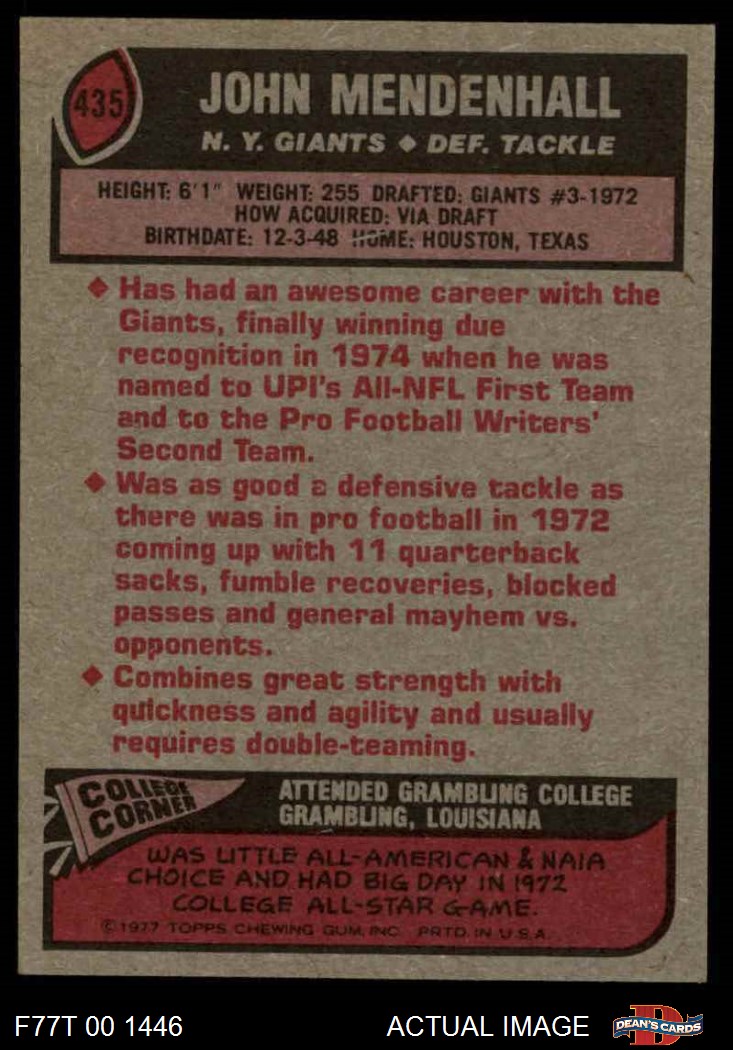 435
JOHN MENDENHALL
N. Y. GIANTS ◆ DEF. TACKLE
HEIGHT: 6'1" WEIGHT: 255 DRAFTED: GIANTS #3-1972
HOW ACQUIRED: VIA DRAFT
BIRTHDATE: 12-3-48 HOME: HOUSTON, TEXAS
◆ Has had an awesome career with the
Giants, finally winning due
recognition in 1974 when he was
named to UPI's All-NFL First Team
and to the Pro Football Writers'
Second Team.
◆ Was as good a defensive tackle as
there was in pro football in 1972
coming up with 11 quarterback
sacks, fumble recoveries, blocked
passes and general mayhem vs.
opponents.
◆ Combines great strength with
quickness and agility and usually
requires double-teaming.
COLLEGE
CORNER
ATTENDED GRAMBLING COLLEGE
GRAMBLING, LOUISIANA
WAS LITTLE ALL-AMERICAN & NAIA
CHOICE AND HAD BIG DAY IN 1972
COLLEGE ALL-STAR GAME.
©1977 TOPPS CHEWING GUM, INC. PRTD. IN U.S.A.
F77T 00 1446
ACTUAL IMAGE
D
DEAN'S CARDS